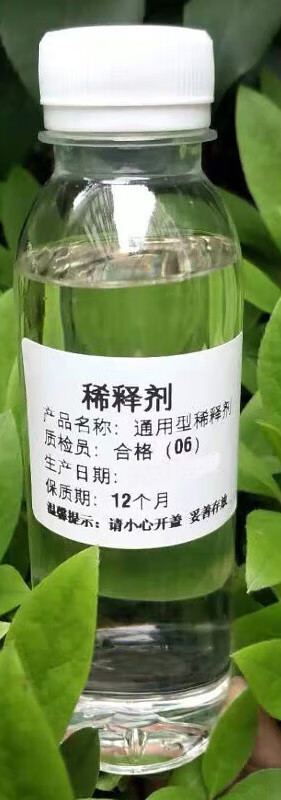 稀释剂
产品名称：通用型稀释剂
质检员：合格（06）
生产日期：
保质期：12个月
温馨提示：请小心开盖 妥善存放